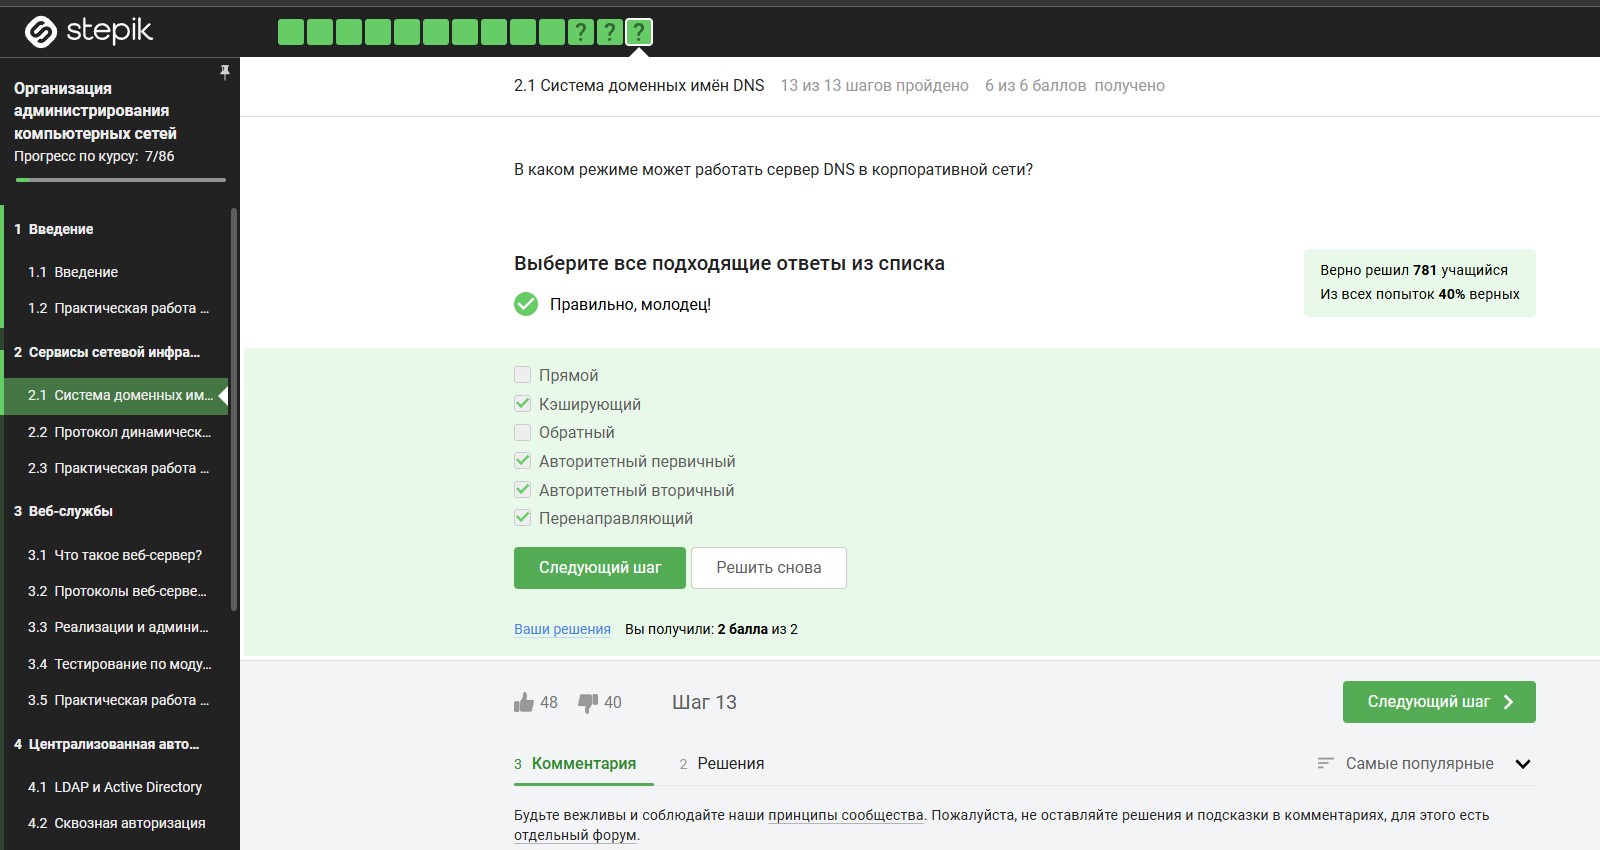 stepik
? ? ?
Организация
администрирования
компьютерных сетей
Прогресс по курсу: 7/86
1 Введение
1.1 Введение
1.2 Практическая работа ...
2 Сервисы сетевой инфра...
2.1 Система доменных им...
2.2 Протокол динамическ...
2.3 Практическая работа ...
3 Веб-службы
3.1 Что такое веб-сервер?
3.2 Протоколы веб-серве...
3.3 Реализации и админи...
3.4 Тестирование по моду...
3.5 Практическая работа ...
4 Централизованная авто...
4.1 LDAP и Active Directory
4.2 Сквозная авторизация
2.1 Система доменных имён DNS 13 из 13 шагов пройдено 6 из 6 баллов получено
В каком режиме может работать сервер DNS в корпоративной сети?
Выберите все подходящие ответы из списка
Правильно, молодец!
Верно решил 781 учащийся
Из всех попыток 40% верных
Прямой
Кэширующий
Обратный
Авторитетный первичный
Авторитетный вторичный
Перенаправляющий
Следующий шаг Решить снова
Ваши решения Вы получили: 2 балла из 2
48 40 Шаг 13 Следующий шаг
3 Комментария 2 Решения Самые популярные
Будьте вежливы и соблюдайте наши принципы сообщества. Пожалуйста, не оставляйте решения и подсказки в комментариях, для этого есть
отдельный форум.